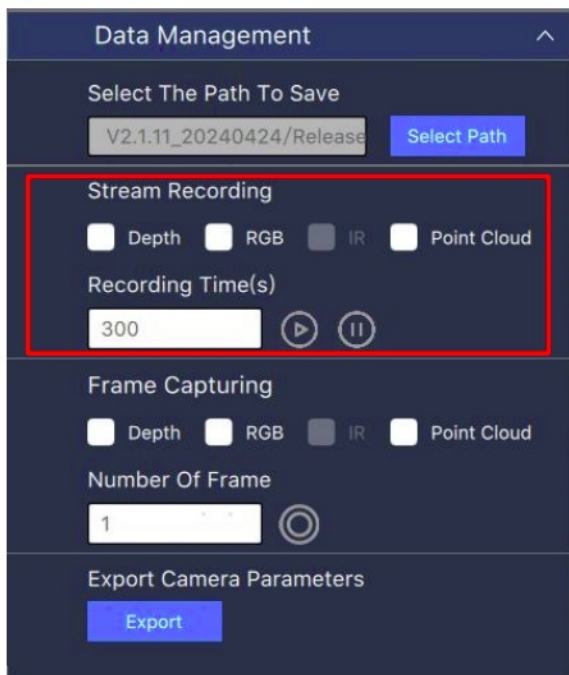 Data Management
Select The Path To Save
V2.1.11_20240424/Release Select Path
Stream Recording
Depth RGB IR Point Cloud
Recording Time(s)
300
Frame Capturing
Depth RGB IR Point Cloud
Number Of Frame
1
Export Camera Parameters
Export